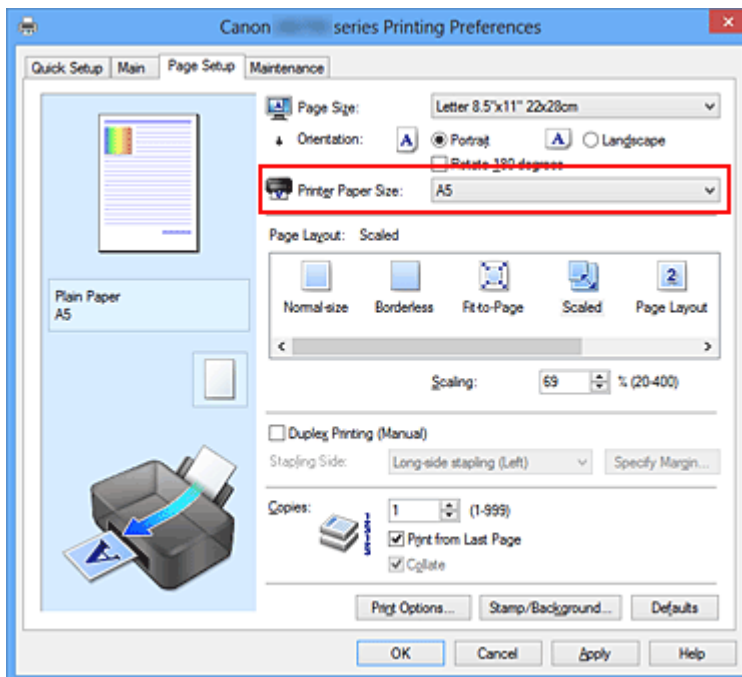 Canon series Printing Preferences
Quick Setup Main Page Setup Maintenance
Page Size: Letter 8.5"x11" 22x28cm
Orientation: A Portrait A Landscape
Rotate 180 degrees
Printer Paper Size: A5
Page Layout: Scaled
Normal-size Borderless Fit-to-Page Scaled Page Layout
Plain Paper
A5
Scaling: 69 % (20-400)
Duplex Printing (Manual)
Stapling Side: Long-side stapling (Left) Specify Margin...
Copies: 1 (1-999)
Print from Last Page
Collate
Print Options... Stamp/Background... Defaults
OK Cancel Apply Help